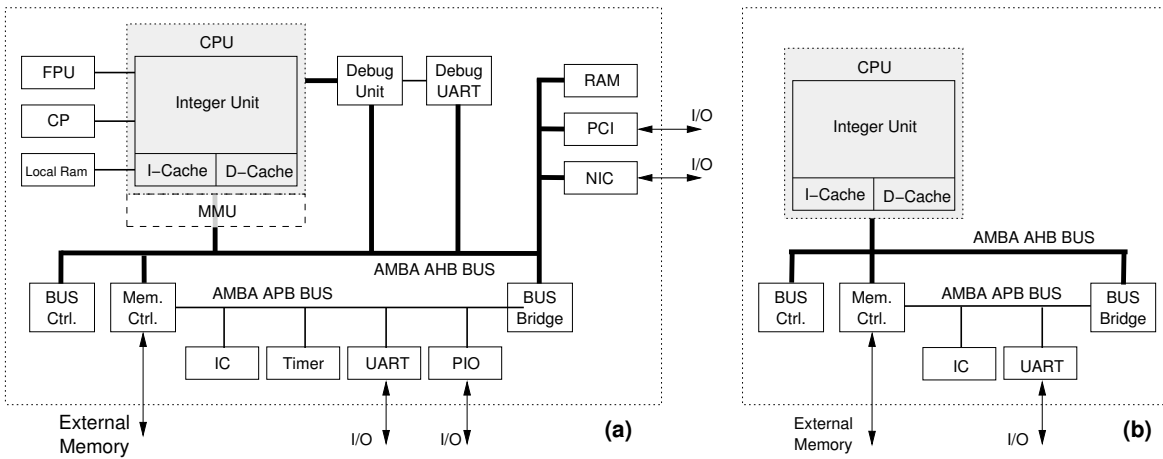 CPU
FPU
CP
Local Ram
Integer Unit
I-Cache
D-Cache
MMU
Debug
Unit
Debug
UART
RAM
PCI
NIC
I/O
I/O
AMBA AHB BUS
BUS
Ctrl.
Mem.
Ctrl.
AMBA APB BUS
BUS
Bridge
IC
Timer
UART
PIO
External
Memory
I/O
I/O
(a)
CPU
Integer Unit
I-Cache
D-Cache
AMBA AHB BUS
BUS
Ctrl.
Mem.
Ctrl.
AMBA APB BUS
BUS
Bridge
IC
UART
External
Memory
I/O
(b)